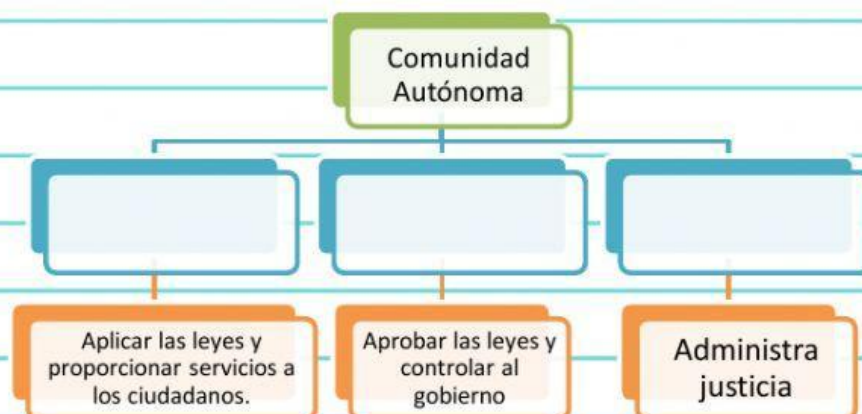 Comunidad
Autónoma
Aplicar las leyes y
proporcionar servicios a
los ciudadanos.
Aprobar las leyes y
controlar al
gobierno
Administra
justicia